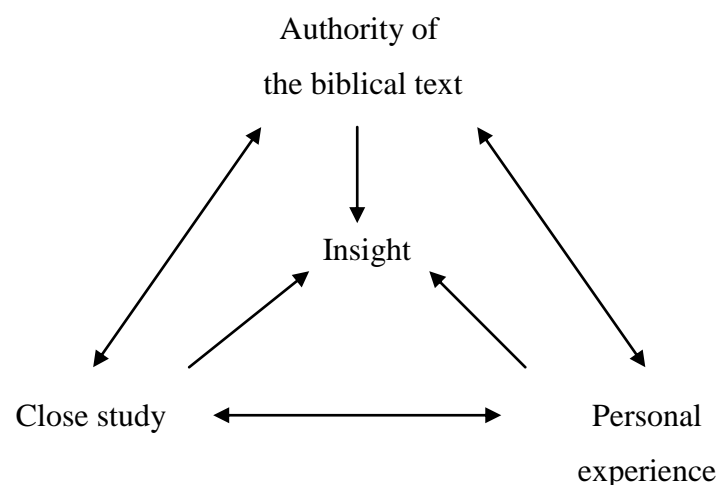 Authority of
the biblical text
Insight
Close study
Personal
experience